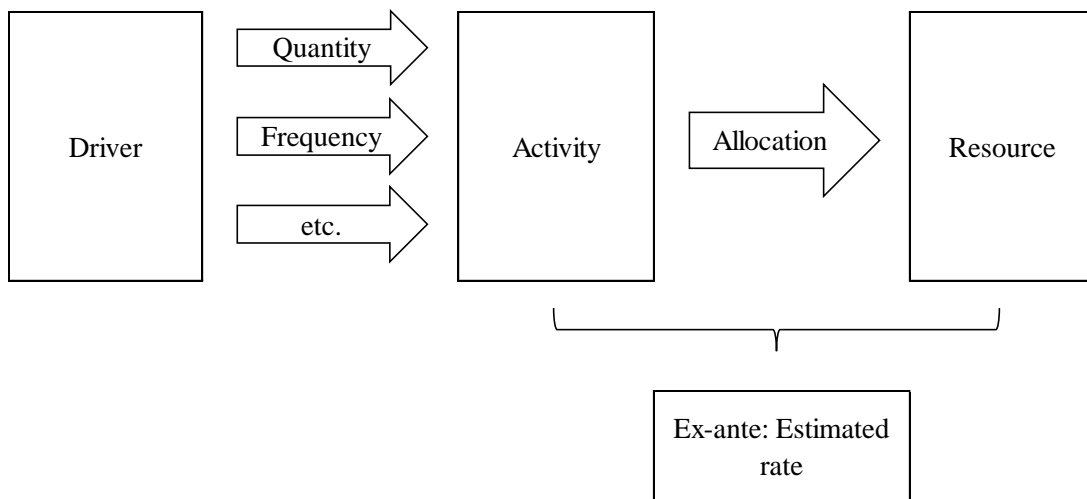 Quantity
Driver
Frequency
Activity
Allocation
Resource
etc.
Ex-ante: Estimated
rate